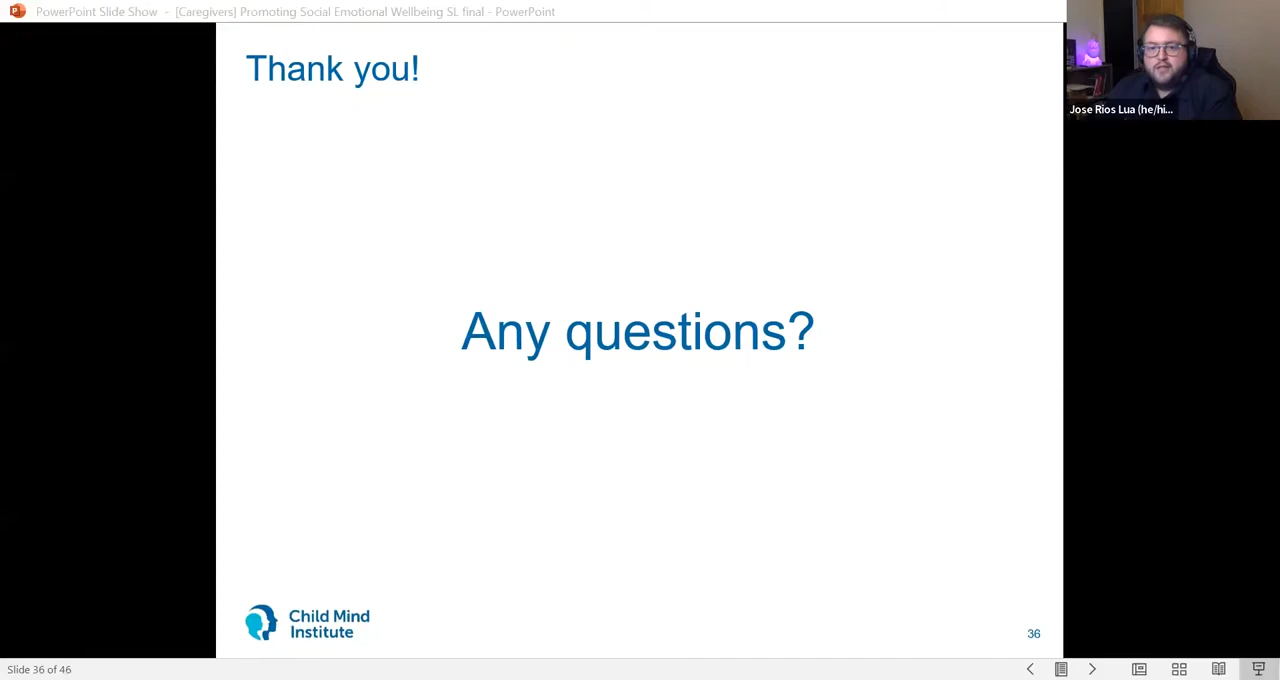 PowerPoint Slide Show - [Caregivers] Promoting Social Emotional Wellbeing SL final - PowerPoint
Thank you!
Jose Rios Lua (he/hi...
Any questions?
Child Mind
Institute
36
Slide 36 of 46